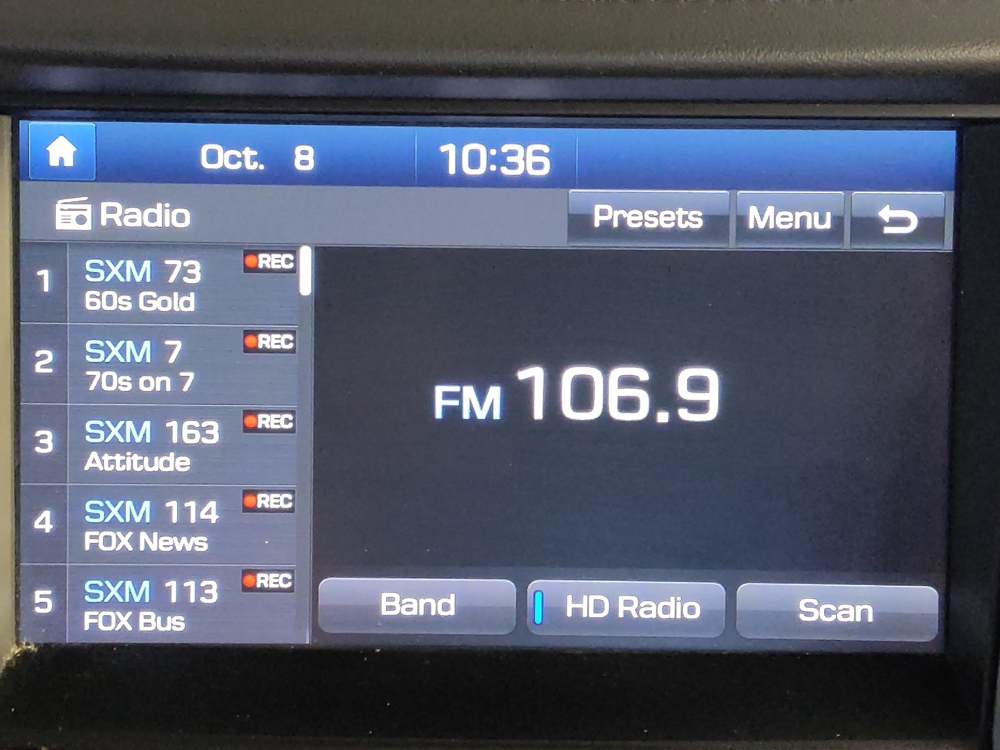 Oct. 8 10:36
Radio Presets Menu
1 SXM 73 REC
60s Gold
2 SXM 7 REC
70s on 7
3 SXM 163 REC
Attitude
4 SXM 114 REC
FOX News
5 SXM 113 REC
FOX Bus
FM 106.9
Band HD Radio Scan